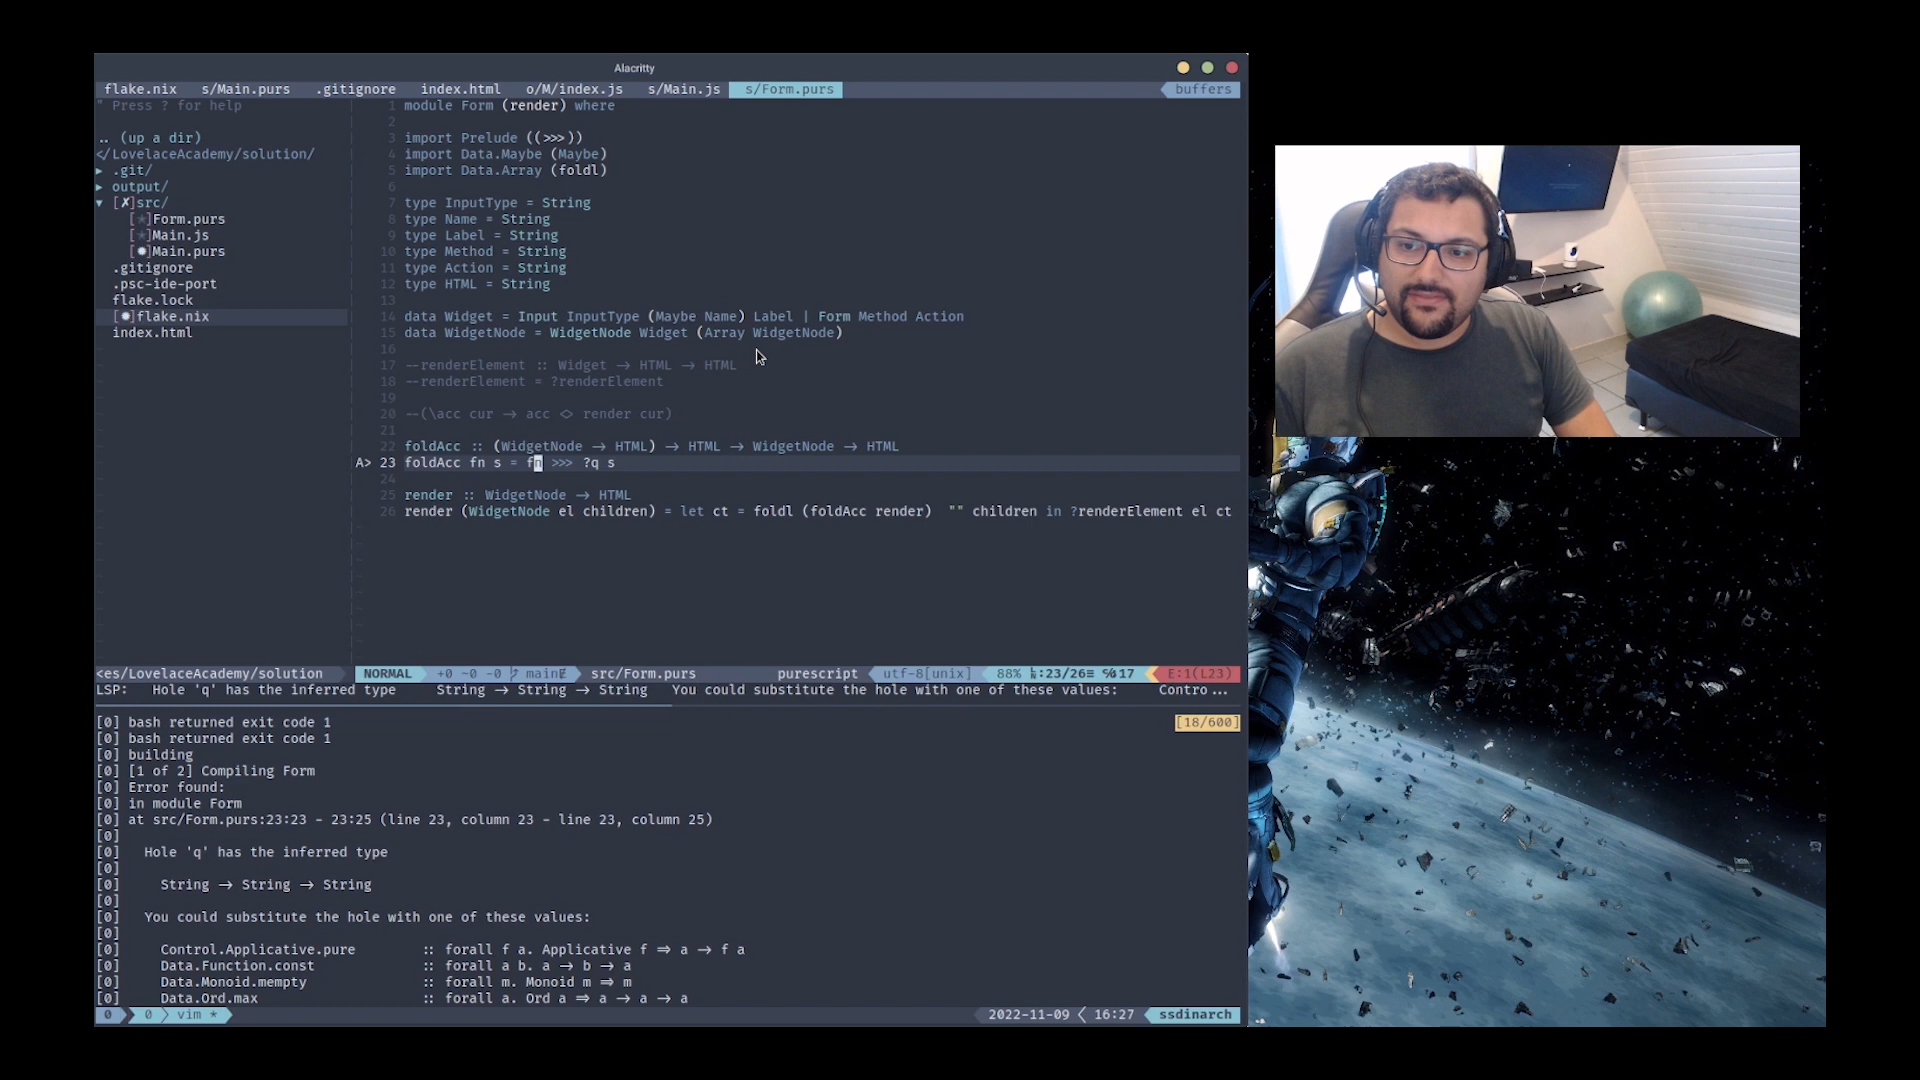 Alacritty
flake.nix s/Main.purs .gitignore index.html o/M/index.js s/Main.js s/Form.purs buffers
" Press ? for help
.. (up a dir)
</LovelaceAcademy/solution/
▸ .git/
▸ output/
▾ [✗]src/
[★]Form.purs
[★]Main.js
[✹]Main.purs
.gitignore
.psc-ide-port
flake.lock
[✹]flake.nix
index.html
1 module Form (render) where
2
3 import Prelude ((>>>))
4 import Data.Maybe (Maybe)
5 import Data.Array (foldl)
6
7 type InputType = String
8 type Name = String
9 type Label = String
10 type Method = String
11 type Action = String
12 type HTML = String
13
14 data Widget = Input InputType (Maybe Name) Label | Form Method Action
15 data WidgetNode = WidgetNode Widget (Array WidgetNode)
16
17 --renderElement :: Widget → HTML → HTML
18 --renderElement = ?renderElement
19
20 --(\acc cur → acc <> render cur)
21
22 foldAcc :: (WidgetNode → HTML) → HTML → WidgetNode → HTML
A> 23 foldAcc fn s = fn >>> ?q s
24
25 render :: WidgetNode → HTML
26 render (WidgetNode el children) = let ct = foldl (foldAcc render) "" children in ?renderElement el ct
<es/LovelaceAcademy/solution NORMAL +0 ~0 -0 main src/Form.purs purescript utf-8[unix] 88% :23/26 17 E:1(L23)
LSP: Hole 'q' has the inferred type String → String → String You could substitute the hole with one of these values: Contro...
[0] bash returned exit code 1 [18/600]
[0] bash returned exit code 1
[0] building
[0] [1 of 2] Compiling Form
[0] Error found:
[0] in module Form
[0] at src/Form.purs:23:23 - 23:25 (line 23, column 23 - line 23, column 25)
[0]
[0] Hole 'q' has the inferred type
[0]
[0] String → String → String
[0]
[0] You could substitute the hole with one of these values:
[0]
[0] Control.Applicative.pure :: forall f a. Applicative f ⇒ a → f a
[0] Data.Function.const :: forall a b. a → b → a
[0] Data.Monoid.mempty :: forall m. Monoid m ⇒ m
[0] Data.Ord.max :: forall a. Ord a ⇒ a → a → a
0 0 vim * 2022-11-09 16:27 ssdinarch